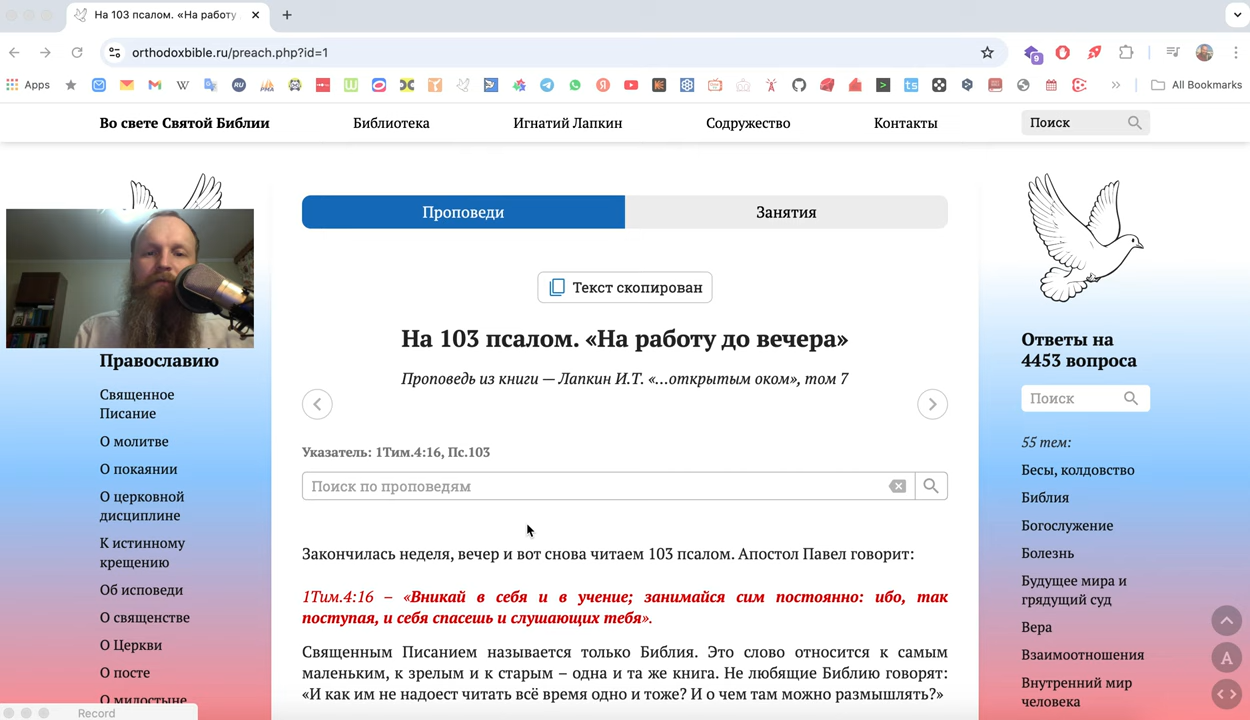 На 103 псалом. «На работу
orthodoxbible.ru/preach.php?id=1
9
Apps
All Bookmarks
Во свете Святой Библии
Библиотека
Игнатий Лапкин
Содружество
Контакты
Поиск
Проповеди
Занятия
Текст скопирован
На 103 псалом. «На работу до вечера»
Проповедь из книги — Лапкин И.Т. «...открытым оком», том 7
Указатель: 1Тим.4:16, Пс.103
Поиск по проповедям
Закончилась неделя, вечер и вот снова читаем 103 псалом. Апостол Павел говорит:
1Тим.4:16 – «Вникай в себя и в учение; занимайся сим постоянно: ибо, так
поступая, и себя спасешь и слушающих тебя».
Священным Писанием называется только Библия. Это слово относится к самым
маленьким, к зрелым и к старым – одна и та же книга. Не любящие Библию говорят:
«И как им не надоест читать всё время одно и тоже? И о чем там можно размышлять?»
Православию
Священное
Писание
О молитве
О покаянии
О церковной
дисциплине
К истинному
крещению
Об исповеди
О священстве
О Церкви
О посте
О милостыне
Record
Ответы на
4453 вопроса
Поиск
55 тем:
Бесы, колдовство
Библия
Богослужение
Болезнь
Будущее мира и
грядущий суд
Вера
Взаимоотношения
Внутренний мир
человека
A